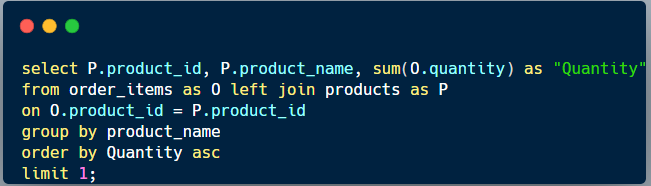 select P.product_id, P.product_name, sum(O.quantity) as "Quantity"
from order_items as O left join products as P
on O.product_id = P.product_id
group by product_name
order by Quantity asc
limit 1;